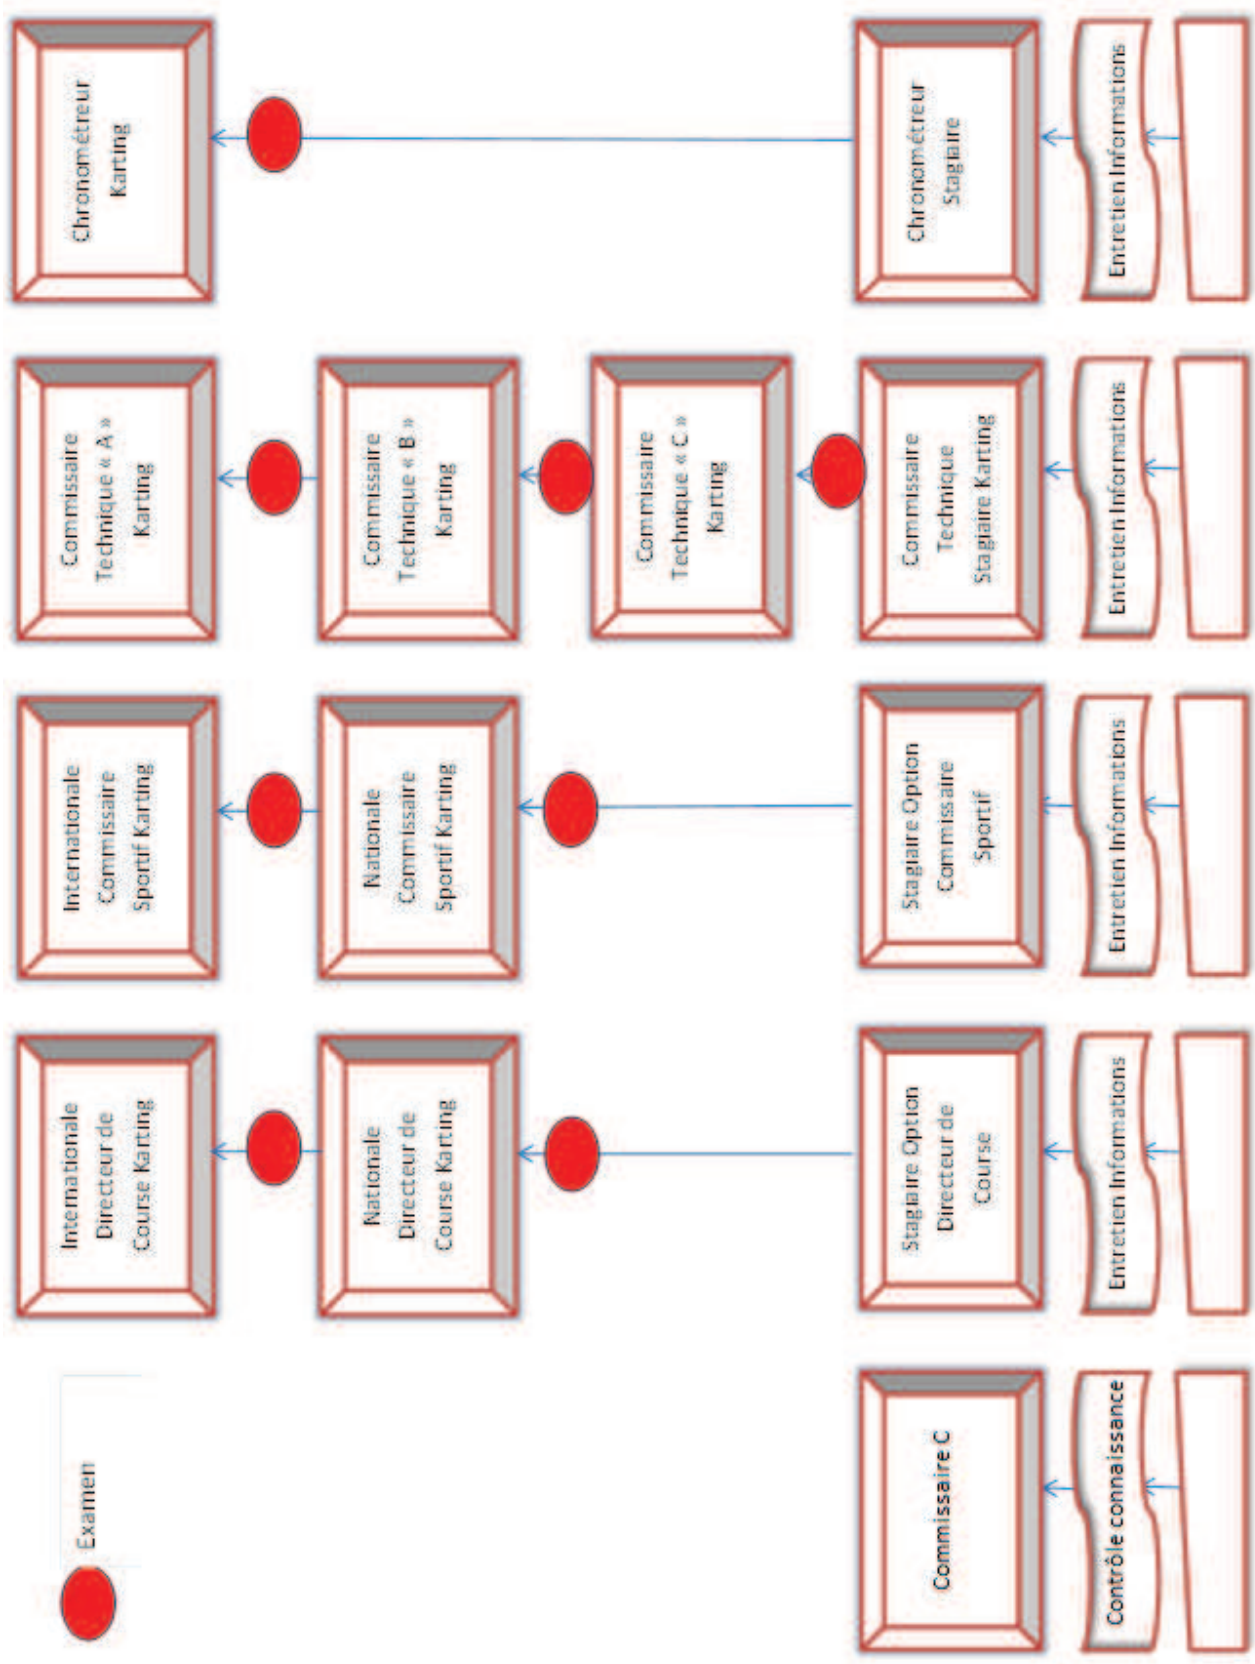 Examen
Internationale
Directeur de
Course Karting
Internationale
Commissaire
Sportif Karting
Commissaire
Technique « A »
Karting
Chronométreur
Karting
Nationale
Directeur de
Course Karting
Nationale
Commissaire
Sportif Karting
Commissaire
Technique « B »
Karting
Commissaire
Technique « C »
Karting
Commissaire C
Stagiaire Option
Directeur de
Course
Stagiaire Option
Commissaire
Sportif
Commissaire
Technique
Stagiaire Karting
Chronométreur
Stagiaire
Contrôle connaissance
Entretien Informations
Entretien Informations
Entretien Informations
Entretien Informations